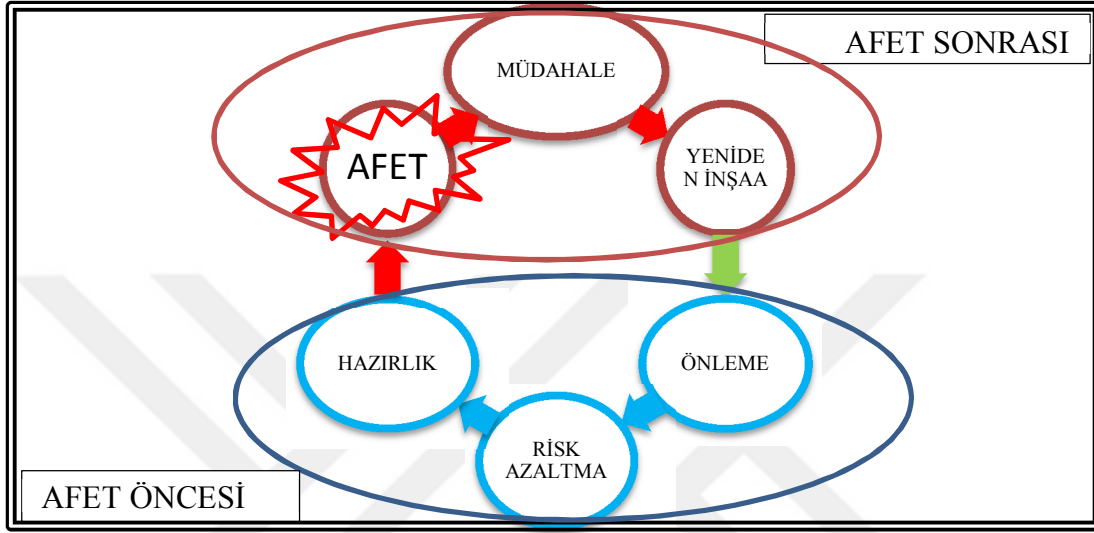 AFET SONRASI
MÜDAHALE
AFET
YENİDE
N İNŞAA
HAZIRLIK
ÖNLEME
RİSK
AZALTMA
AFET ÖNCESİ